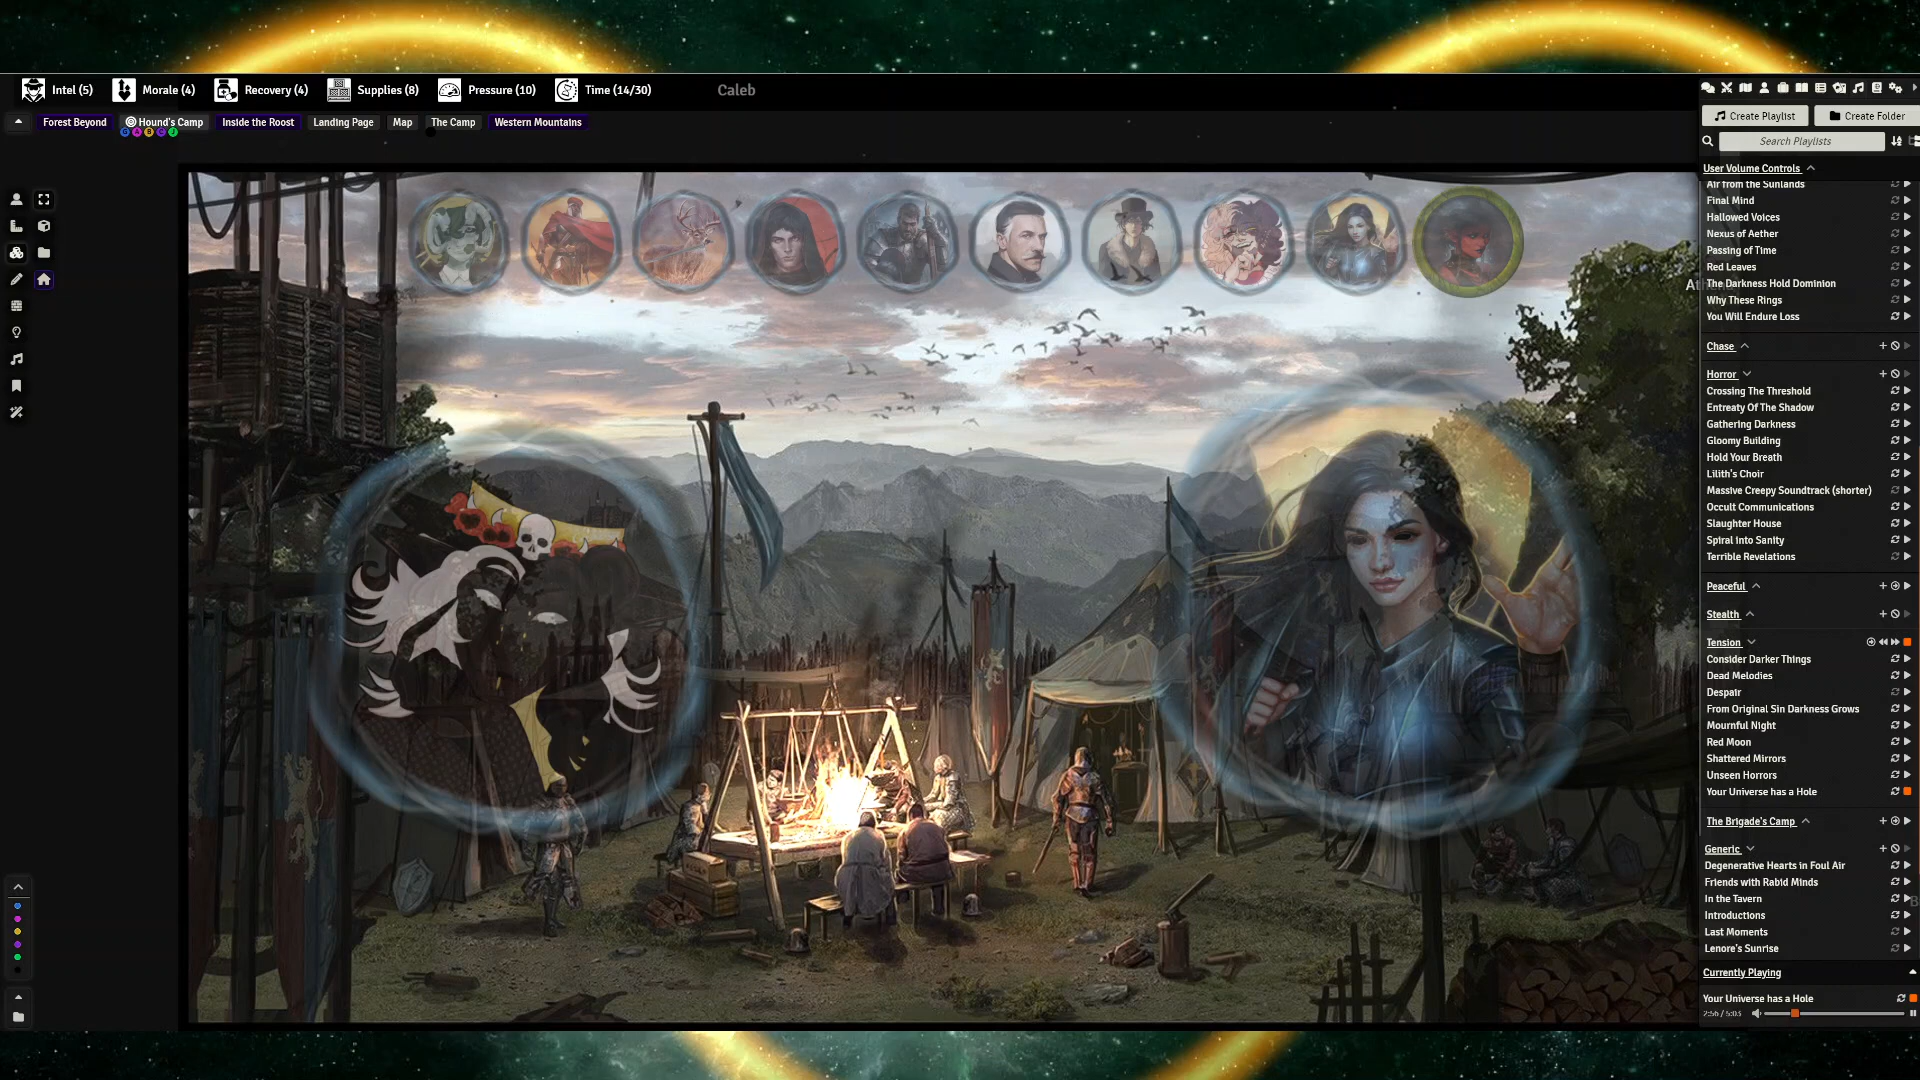 Intel (5)
Morale (4)
Recovery (4)
Supplies (8)
Pressure (10)
Time (14/30)
Caleb
Forest Beyond
Hound's Camp
Inside the Roost
Landing Page
Map
The Camp
Western Mountains
G A B C J
Create Playlist
Create Folder
Search Playlists
User Volume Controls
Air from the Sunlands
Final Mind
Hallowed Voices
Nexus of Aether
Passing of Time
Red Leaves
The Darkness Hold Dominion
Why These Rings
You Will Endure Loss
Chase
Horror
Crossing The Threshold
Entreaty Of The Shadow
Gathering Darkness
Gloomy Building
Hold Your Breath
Lilith's Choir
Massive Creepy Soundtrack (shorter)
Occult Communications
Slaughter House
Spiral into Sanity
Terrible Revelations
Peaceful
Stealth
Tension
Consider Darker Things
Dead Melodies
Despair
From Original Sin Darkness Grows
Mournful Night
Red Moon
Shattered Mirrors
Unseen Horrors
Your Universe has a Hole
The Brigade's Camp
Generic
Degenerative Hearts in Foul Air
Friends with Rabid Minds
In the Tavern
Introductions
Last Moments
Lenore's Sunrise
Currently Playing
Your Universe has a Hole
2:56 / 5:03